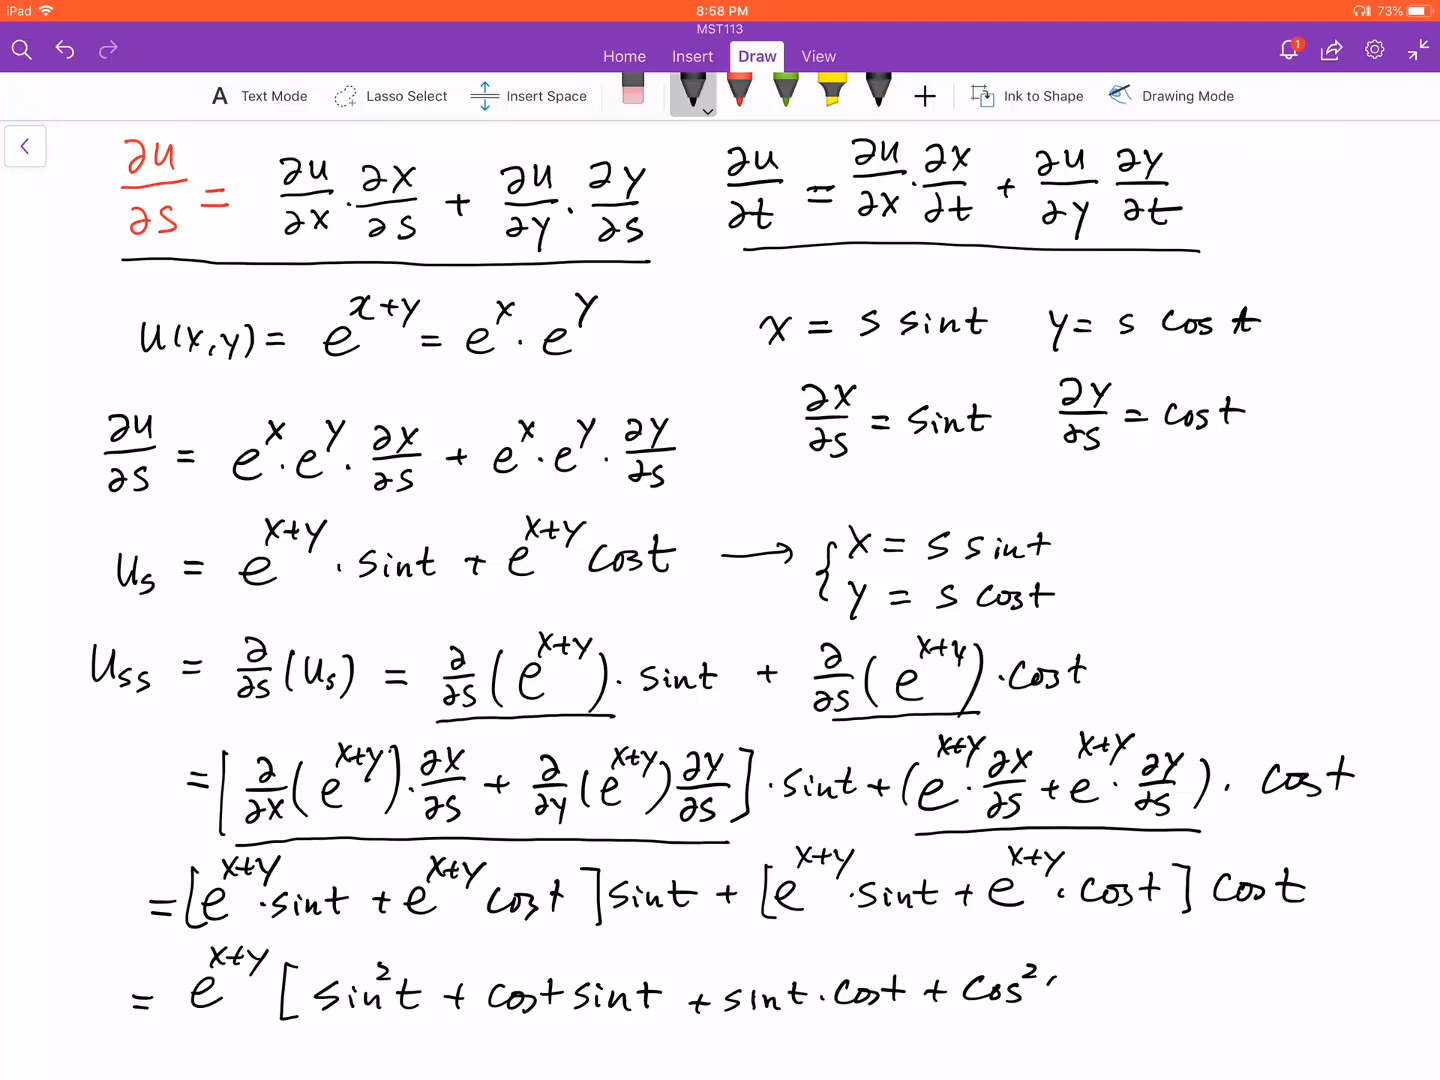 iPad 8:58 PM 73%
MST113
Home Insert Draw View
1
A Text Mode Lasso Select Insert Space Ink to Shape Drawing Mode
∂u/∂s = ∂u/∂x · ∂x/∂s + ∂u/∂y · ∂y/∂s ∂u/∂t = ∂u/∂x · ∂x/∂t + ∂u/∂y ∂y/∂t
u(x,y) = e^(x+y) = e^x · e^y x = s sint y = s cost
∂x/∂s = sint ∂y/∂s = cost
∂u/∂s = e^x · e^y · ∂x/∂s + e^x · e^y · ∂y/∂s
u_s = e^(x+y) · sint + e^(x+y) cost → { x = s sint
y = s cost
u_ss = ∂/∂s (u_s) = ∂/∂s (e^(x+y)) · sint + ∂/∂s (e^(x+y)) · cost
= [ ∂/∂x (e^(x+y)) · ∂x/∂s + ∂/∂y (e^(x+y)) ∂y/∂s ] · sint + (e^(x+y) · ∂x/∂s + e^(x+y) · ∂y/∂s) · cost
= [e^(x+y) · sint + e^(x+y) cost ] sint + [e^(x+y) · sint + e^(x+y) · cost] cost
= e^(x+y) [ sin²t + cost sint + sint · cost + cos²